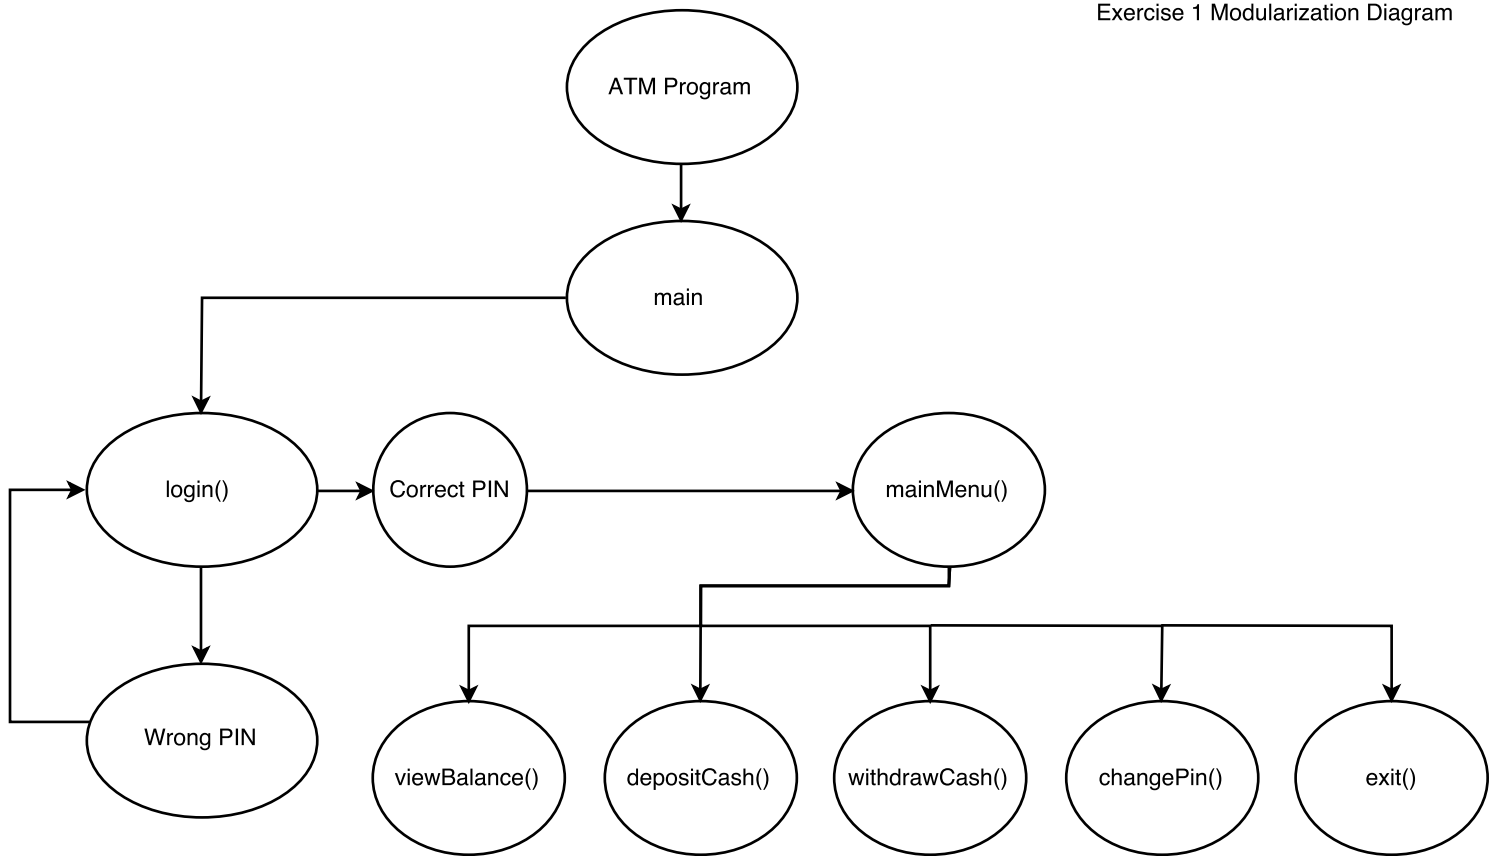 Exercise 1 Modularization Diagram
ATM Program
main
login()
Correct PIN
mainMenu()
Wrong PIN
viewBalance()
depositCash()
withdrawCash()
changePin()
exit()